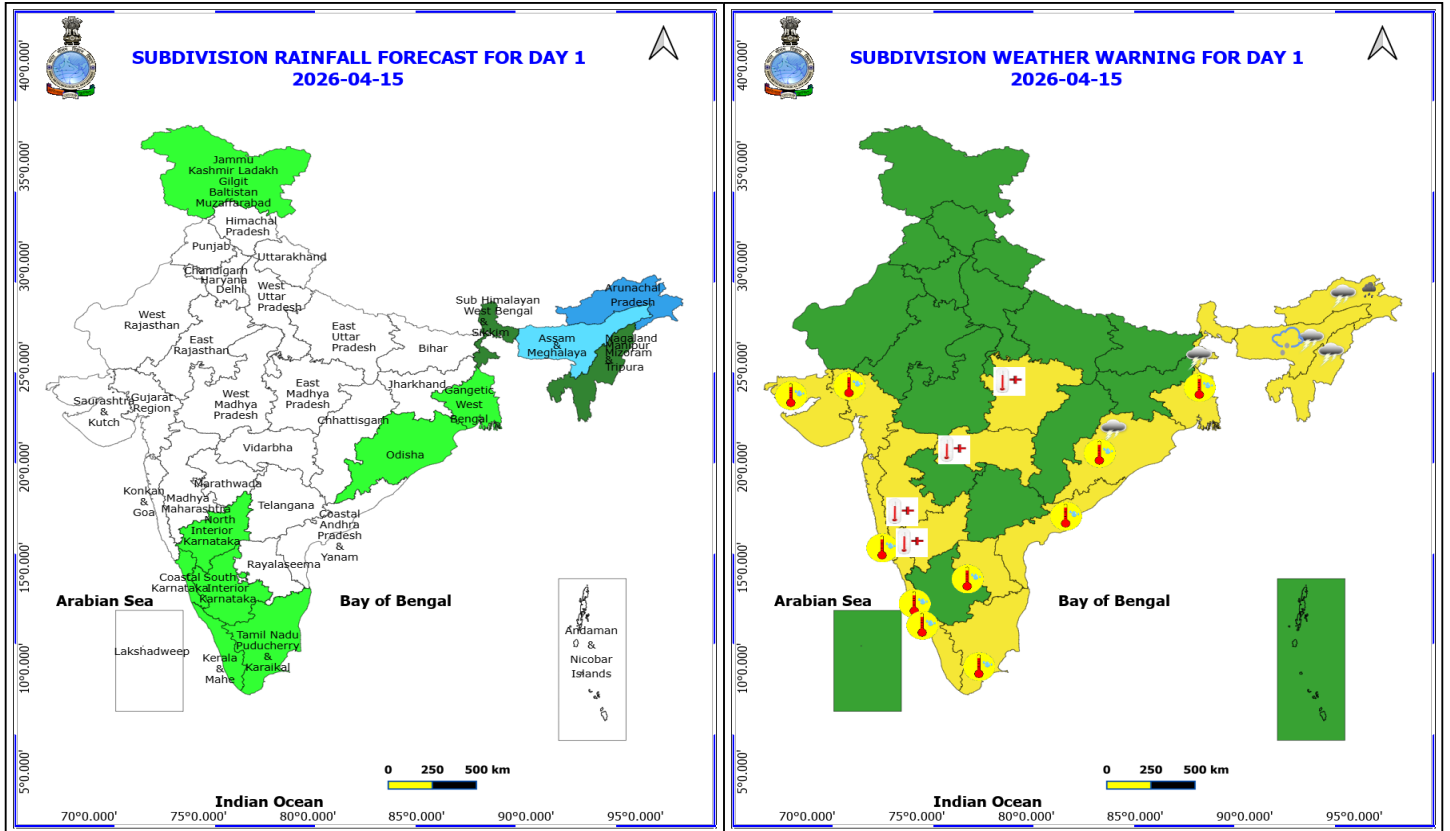 SUBDIVISION RAINFALL FORECAST FOR DAY 1
2026-04-15
40°0.000'
35°0.000'
30°0.000'
25°0.000'
20°0.000'
15°0.000'
10°0.000'
5°0.000'
Jammu
Kashmir Ladakh
Gilgit
Baltistan
Muzaffarabad
Himachal
Pradesh
Punjab
Uttarakhand
Chandigarh
Haryana
Delhi
West
Uttar
Pradesh
West
Rajasthan
East
Rajasthan
East
Uttar
Pradesh
Bihar
Sub Himalayan
West Bengal
&
Sikkim
Arunachal
Pradesh
Assam
&
Meghalaya
Nagaland
Manipur
Mizoram
&
Tripura
Jharkhand
Gangetic
West
Bengal
Saurashtra
&
Kutch
Gujarat
Region
West
Madhya
Pradesh
East
Madhya
Pradesh
Chhattisgarh
Odisha
Vidarbha
Konkan
&
Goa
Madhya
Maharashtra
Marathwada
Telangana
North
Interior
Karnataka
Coastal
Andhra
Pradesh
&
Yanam
Rayalaseema
Coastal
Karnataka
South
Interior
Karnataka
Arabian Sea
Bay of Bengal
Lakshadweep
Kerala
&
Mahe
Tamil Nadu
Puducherry
&
Karaikal
Andaman
&
Nicobar
Islands
0 250 500 km
Indian Ocean
70°0.000' 75°0.000' 80°0.000' 85°0.000' 90°0.000' 95°0.000'
SUBDIVISION WEATHER WARNING FOR DAY 1
2026-04-15
40°0.000'
35°0.000'
30°0.000'
25°0.000'
20°0.000'
15°0.000'
10°0.000'
5°0.000'
Arabian Sea
Bay of Bengal
0 250 500 km
Indian Ocean
70°0.000' 75°0.000' 80°0.000' 85°0.000' 90°0.000' 95°0.000'